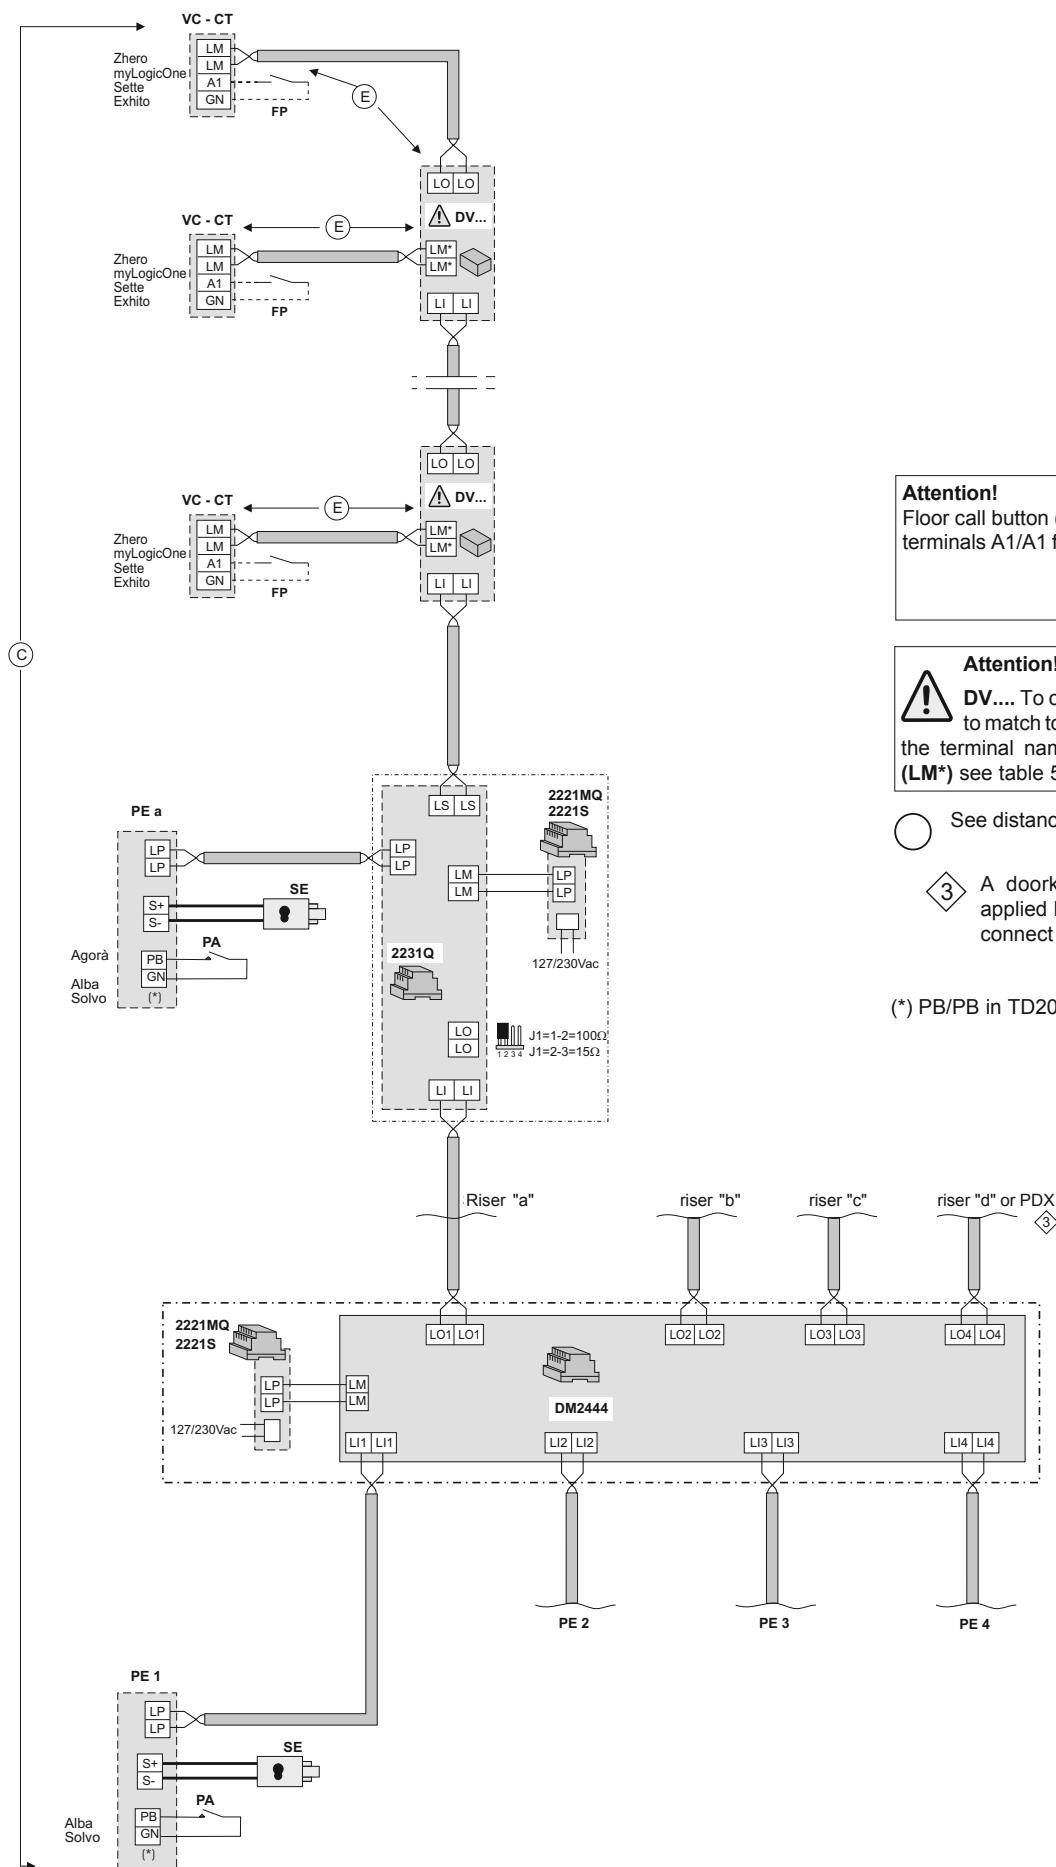 VC - CT
Zhero
myLogicOne
Sette
Exhito
LM
LM
A1
GN
FP
E
LO LO
DV...
VC - CT
E
Zhero
myLogicOne
Sette
Exhito
LM
LM
A1
GN
FP
LM*
LM*
LI LI
LO LO
DV...
VC - CT
E
Zhero
myLogicOne
Sette
Exhito
LM
LM
A1
GN
FP
LM*
LM*
LI LI
C
Attention!
Floor call button
terminals A1/A1 f
Attention!
DV.... To
to match to
the terminal
(LM*) see table 5
See distan
3
A doork
applied
connect
(*) PB/PB in TD20
PE a
LP
LP
S+
S-
SE
Agorà
Alba
Solvo
PB
GN
(*)
PA
LS LS
LP
LP
LM
LM
2221MQ
2221S
LP
LP
127/230Vac
2231Q
LO
LO
1 2 3 4
J1=1-2=100Ω
J1=2-3=15Ω
LI LI
Riser "a"
riser "b"
riser "c"
riser "d" or PDX
3
2221MQ
2221S
LO1 LO1
LO2 LO2
LO3 LO3
LO4 LO4
LP
LP
LM
LM
127/230Vac
DM2444
LI1 LI1
LI2 LI2
LI3 LI3
LI4 LI4
PE 2
PE 3
PE 4
PE 1
LP
LP
S+
S-
SE
Alba
Solvo
PB
GN
(*)
PA